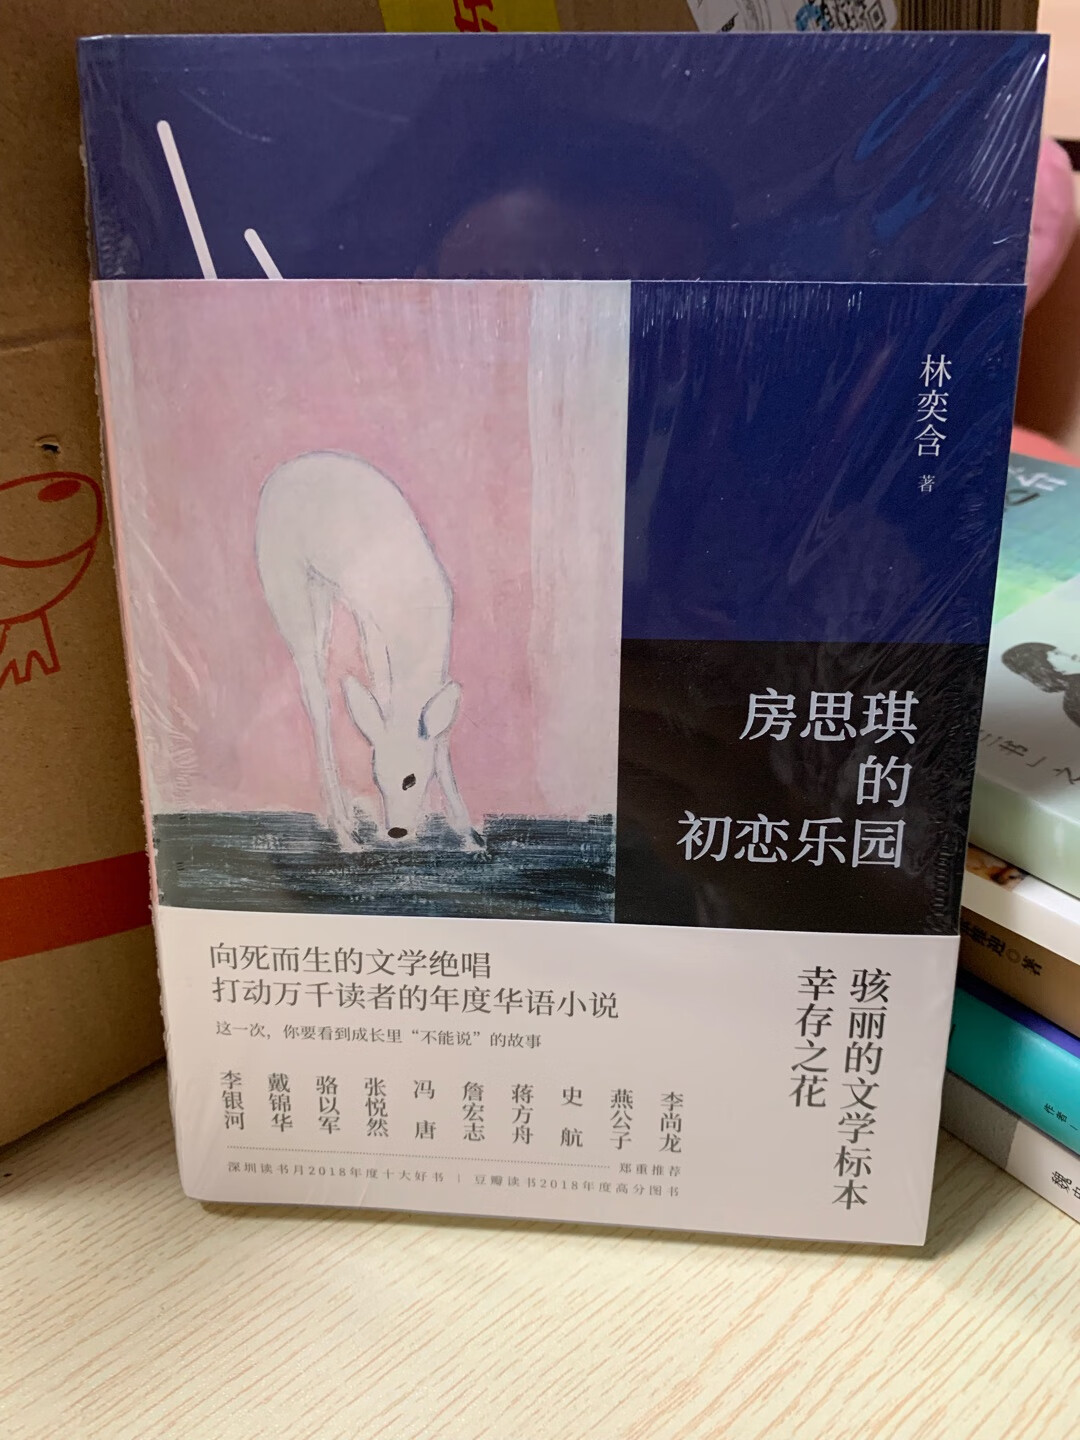 林奕含 著
房思琪
的
初恋乐园
向死而生的文学绝唱
打动万千读者的年度华语小说
这一次，你要看到成长里“不能说”的故事
骇丽的文学标本
幸存之花
李银河
戴锦华
骆以军
张悦然
冯唐
詹宏志
蒋方舟
史航
燕公子
李尚龙
郑重推荐
深圳读书月2018年度十大好书 | 豆瓣读书2018年度高分图书
作者